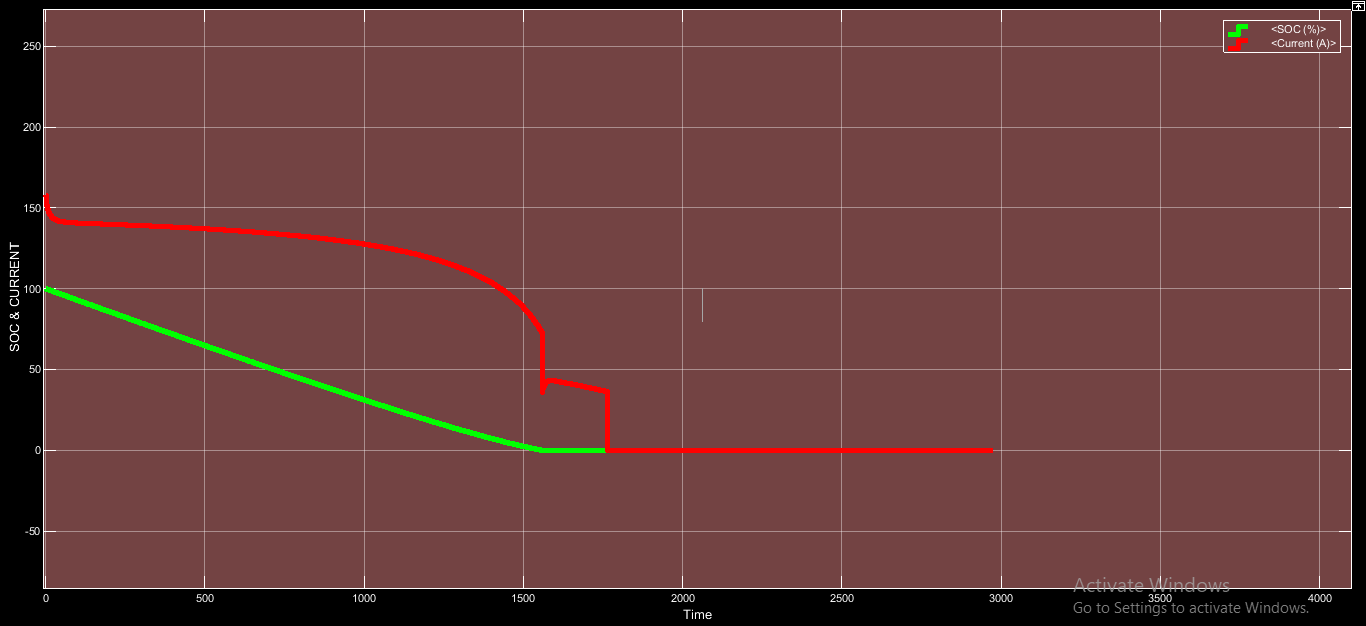 <SOC (%)>
<Current (A)>
250
200
150
100
50
0
-50
SOC & CURRENT
0 500 1000 1500 2000 2500 3000 3500 4000
Time
Activate Windows
Go to Settings to activate Windows.